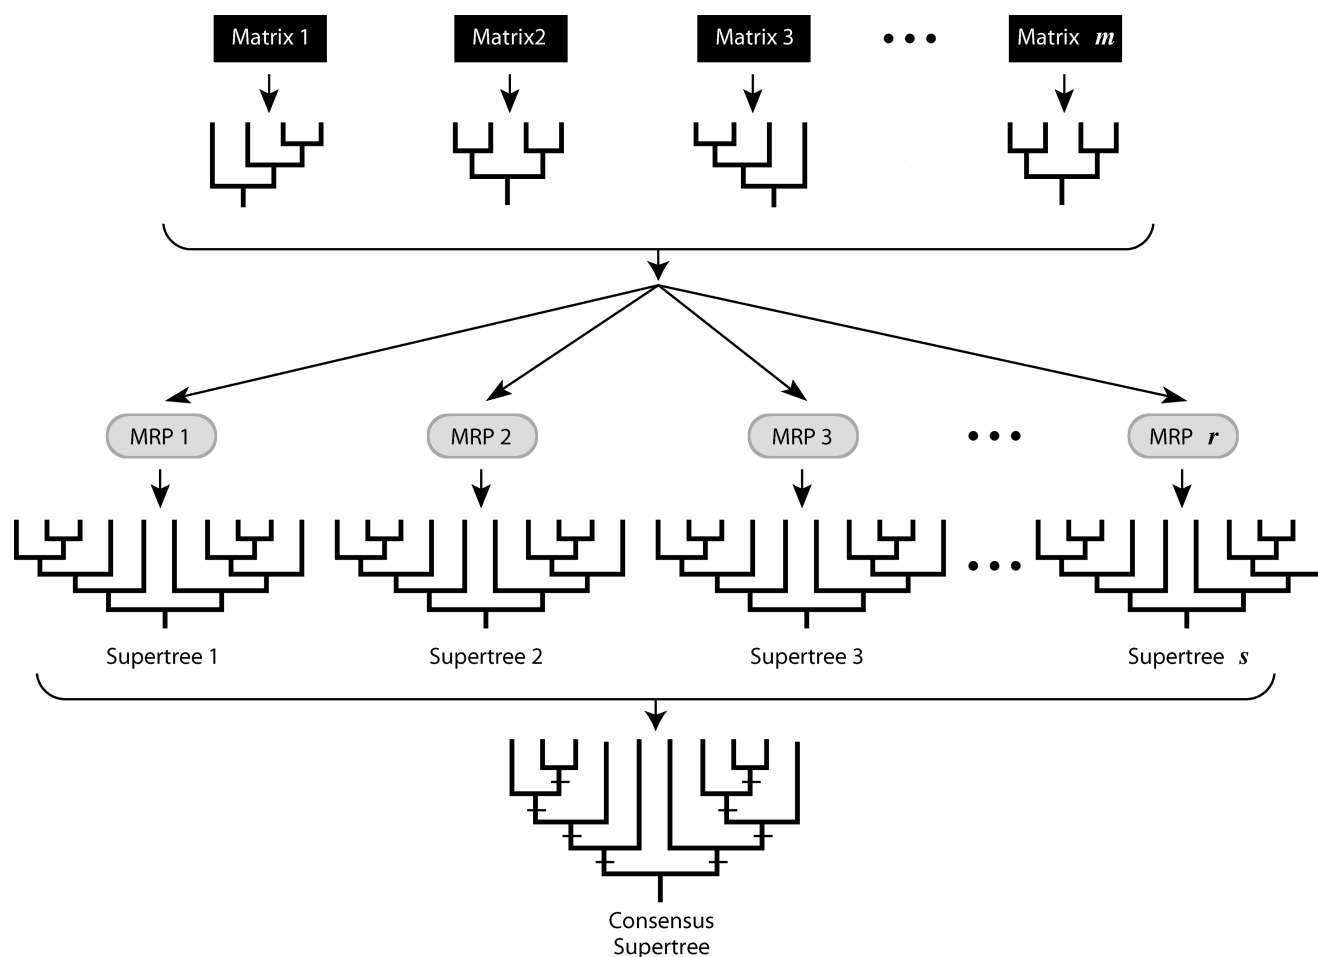 Matrix 1
Matrix2
Matrix 3
Matrix m
MRP 1
MRP 2
MRP 3
MRP r
Supertree 1
Supertree 2
Supertree 3
Supertree s
Consensus
Supertree